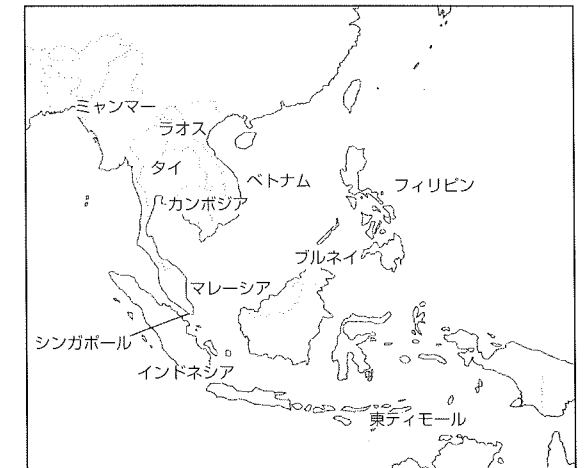 ミャンマー
ラオス
タイ
ベトナム
フィリピン
カンボジア
ブルネイ
マレーシア
シンガポール
インドネシア
東ティモール